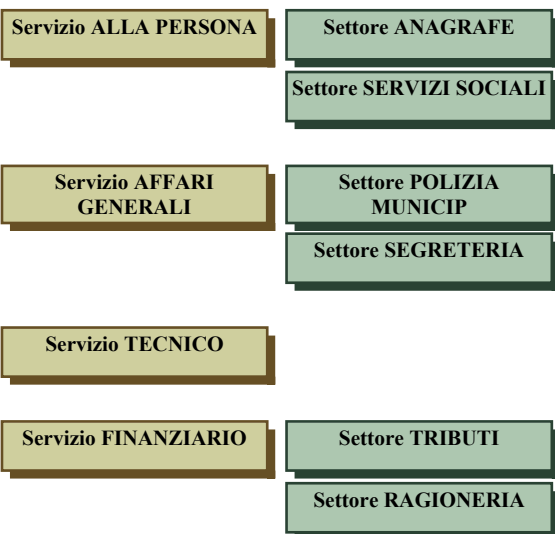 Servizio ALLA PERSONA
Settore ANAGRAFE
Settore SERVIZI SOCIALI
Servizio AFFARI
GENERALI
Settore POLIZIA
MUNICIP
Settore SEGRETERIA
Servizio TECNICO
Servizio FINANZIARIO
Settore TRIBUTI
Settore RAGIONERIA